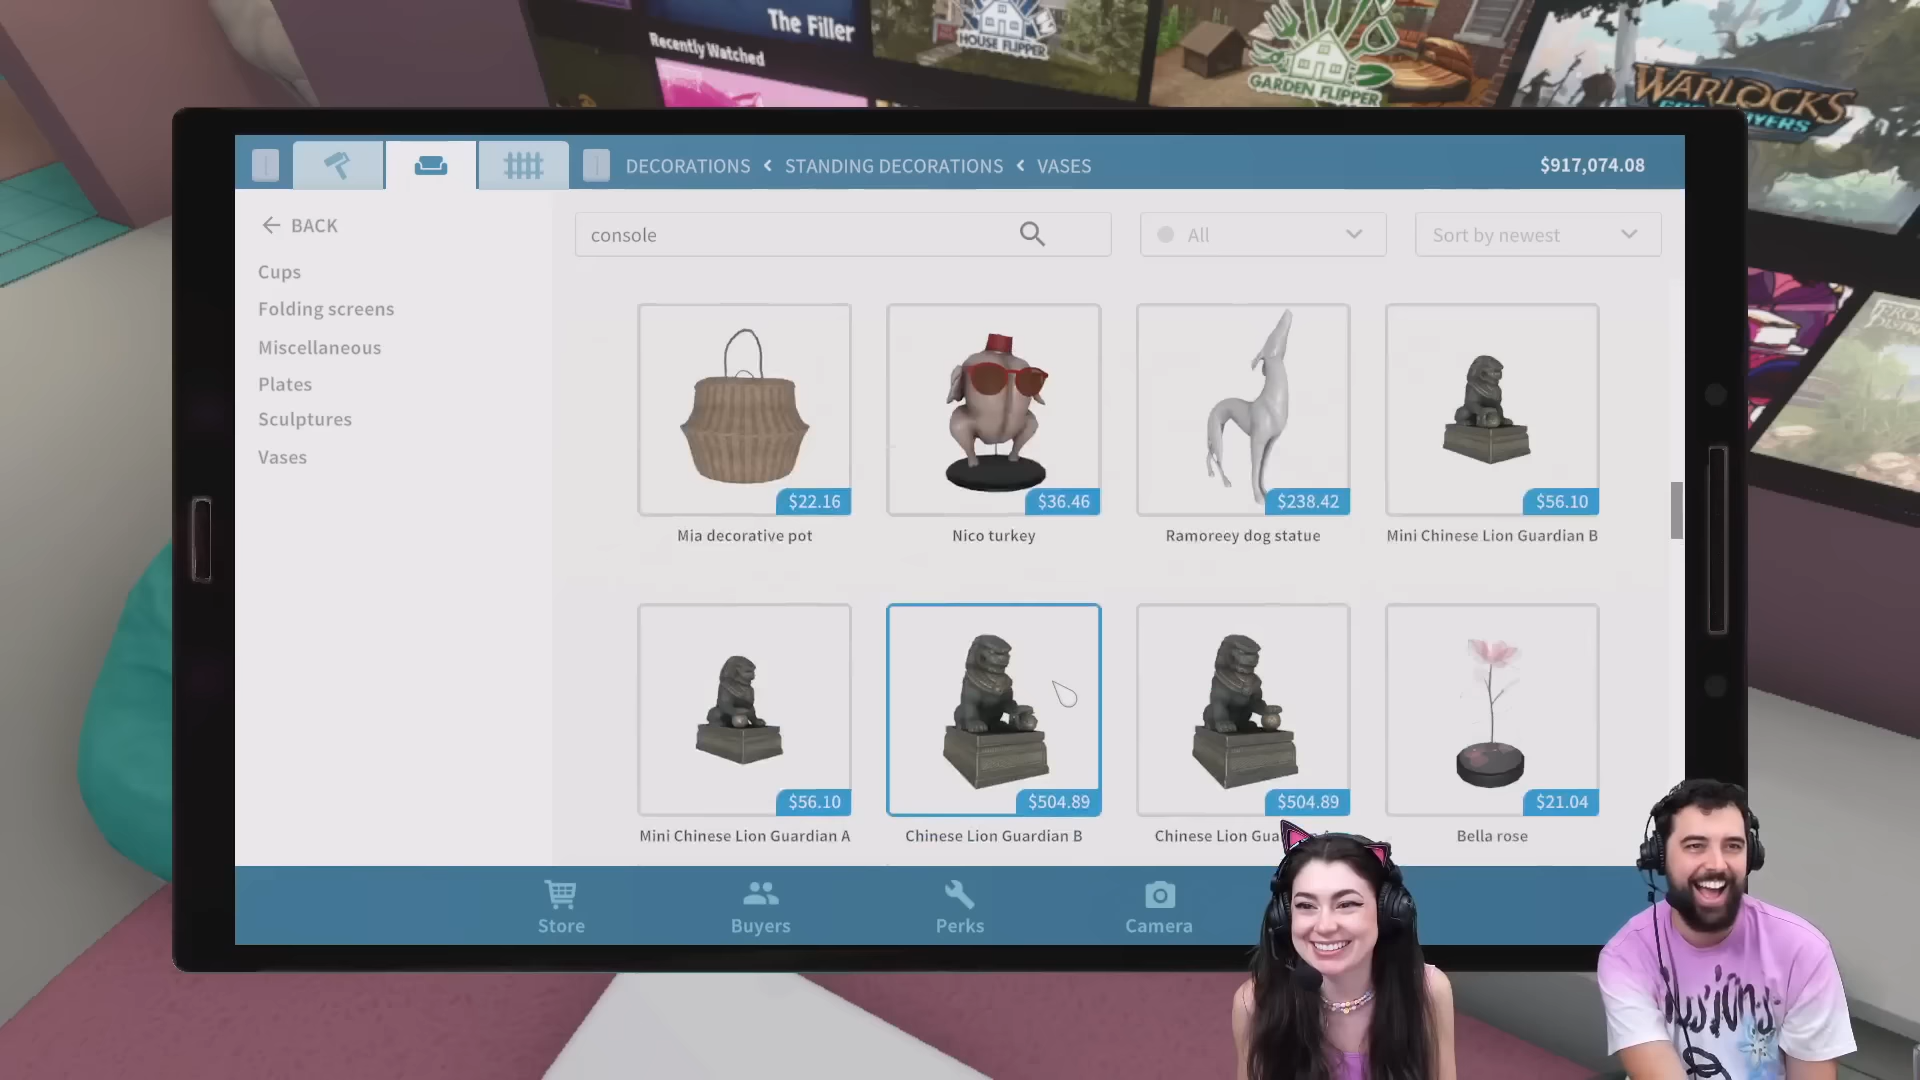 The Filler
Recently Watched
HOUSE FLIPPER
GARDEN FLIPPER
WARLOCKS
DECORATIONS
STANDING DECORATIONS
VASES
$917,074.08
BACK
console
All
Sort by newest
Cups
Folding screens
Miscellaneous
Plates
Sculptures
Vases
$22.16
$36.46
$238.42
$56.10
Mia decorative pot
Nico turkey
Ramoreey dog statue
Mini Chinese Lion Guardian B
$56.10
$504.89
$504.89
$21.04
Mini Chinese Lion Guardian A
Chinese Lion Guardian B
Chinese Lion
Bella rose
Store
Buyers
Perks
Camera